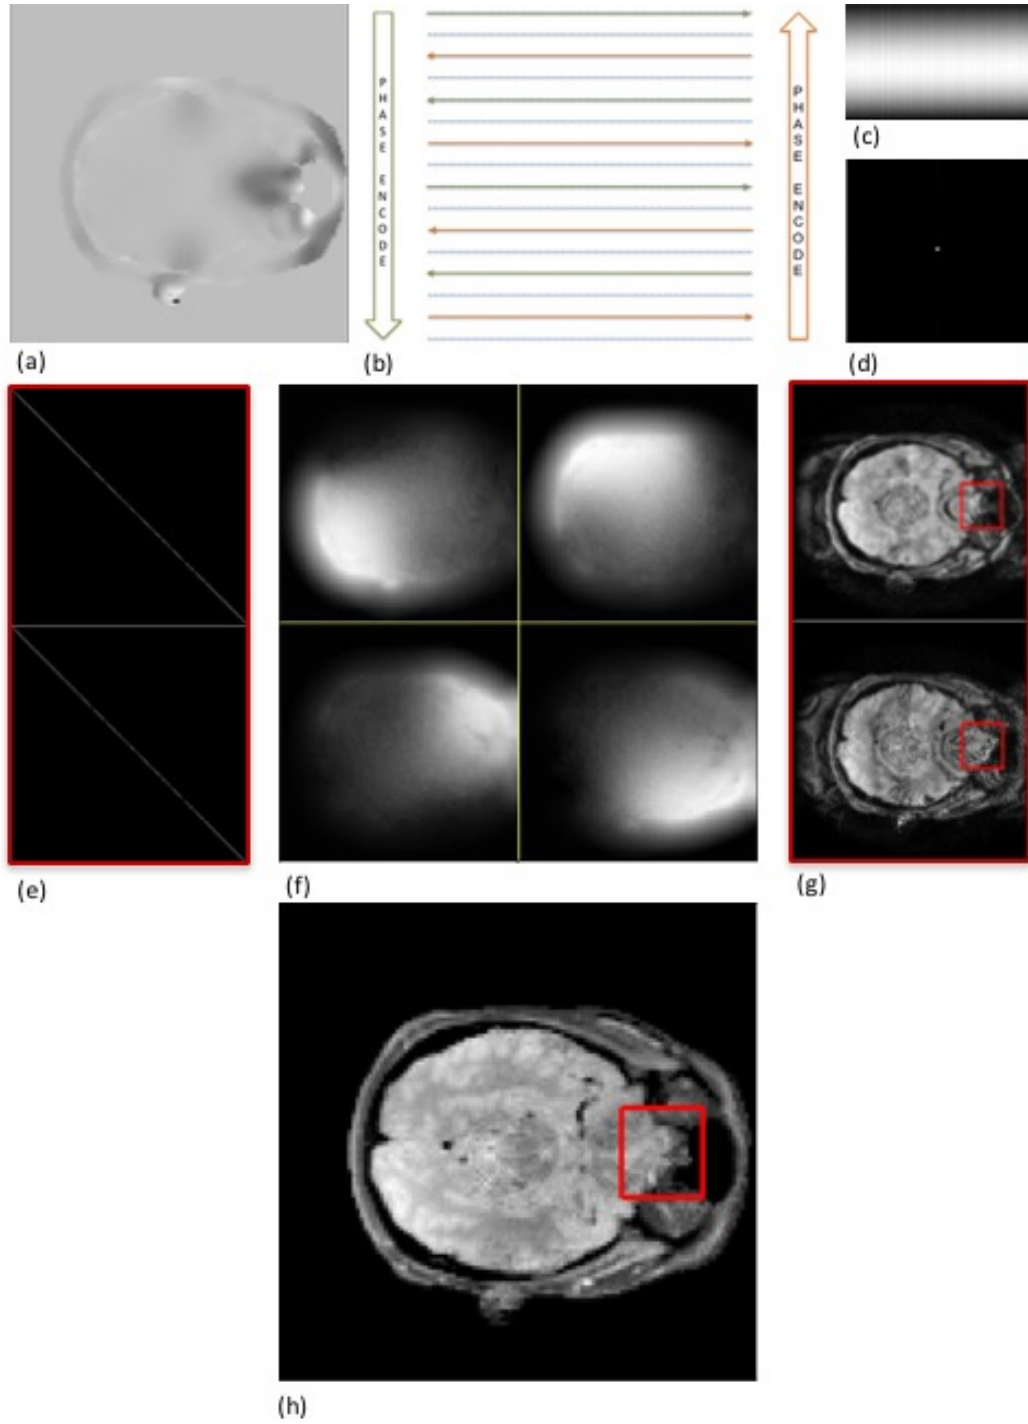 PHASE ENCODE
PHASE ENCODE
(a)
(b)
(c)
(d)
(e)
(f)
(g)
(h)